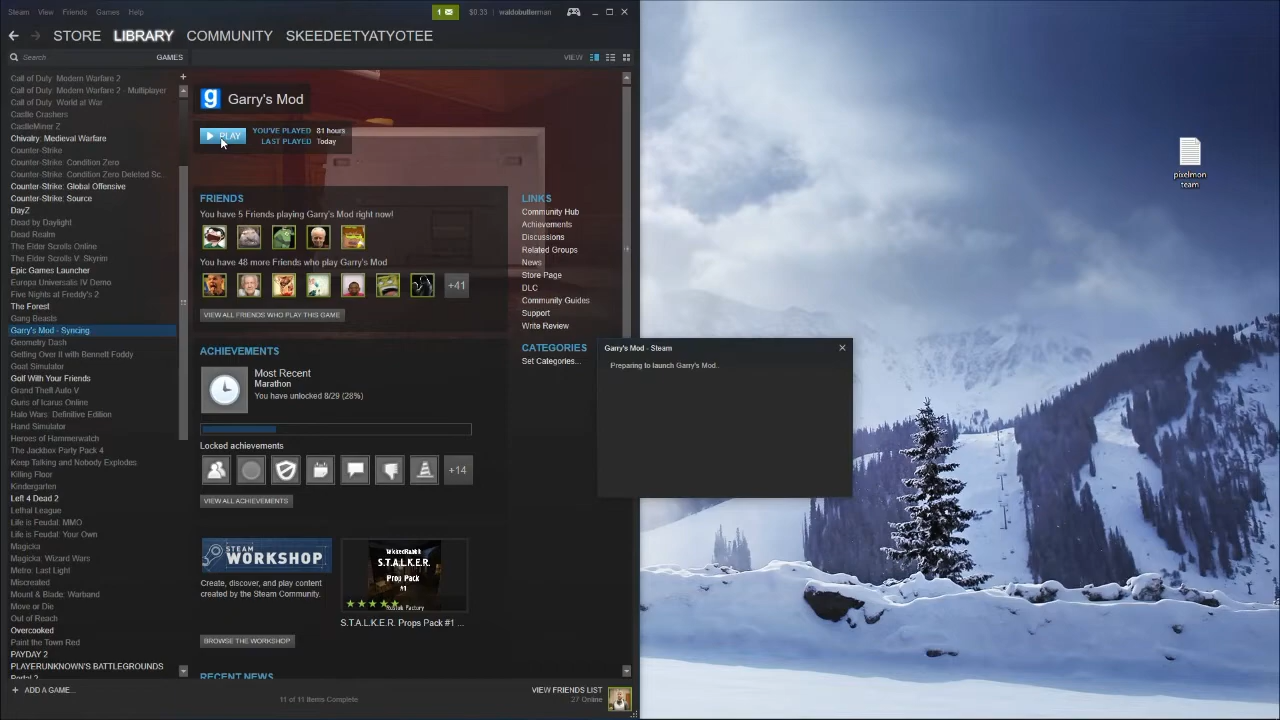 Steam View Friends Games Help
1 $0.33 waldobullerman
STORE LIBRARY COMMUNITY SKEEDEETYATYOTEE
Search GAMES
VIEW
Call of Duty: Modern Warfare 2
Call of Duty: Modern Warfare 2 - Multiplayer
Call of Duty: World at War
Castle Crashers
CastleMiner Z
Chivalry: Medieval Warfare
Counter-Strike
Counter-Strike: Condition Zero
Counter-Strike: Condition Zero Deleted Sc...
Counter-Strike: Global Offensive
Counter-Strike: Source
DayZ
Dead by Daylight
Dead Realm
The Elder Scrolls Online
The Elder Scrolls V: Skyrim
Epic Games Launcher
Europa Universalis IV Demo
Five Nights at Freddy's 2
The Forest
Gang Beasts
Garry's Mod - Syncing
Geometry Dash
Getting Over It with Bennett Foddy
Goat Simulator
Golf With Your Friends
Grand Theft Auto V
Guns of Icarus Online
Halo Wars: Definitive Edition
Hand Simulator
Heroes of Hammerwatch
The Jackbox Party Pack 4
Keep Talking and Nobody Explodes
Killing Floor
Kindergarten
Left 4 Dead 2
Lethal League
Life is Feudal: MMO
Life is Feudal: Your Own
Magicka
Magicka: Wizard Wars
Metro: Last Light
Miscreated
Mount & Blade: Warband
Move or Die
Out of Reach
Overcooked
Paint the Town Red
PAYDAY 2
PLAYERUNKNOWN'S BATTLEGROUNDS
Portal 2
+ ADD A GAME...
g Garry's Mod
PLAY
YOU'VE PLAYED 81 hours
LAST PLAYED Today
FRIENDS
You have 5 Friends playing Garry's Mod right now!
You have 48 more Friends who play Garry's Mod
+41
VIEW ALL FRIENDS WHO PLAY THIS GAME
ACHIEVEMENTS
Most Recent
Marathon
You have unlocked 8/29 (28%)
Locked achievements
+14
VIEW ALL ACHIEVEMENTS
STEAM WORKSHOP
Create, discover, and play content
created by the Steam Community.
BROWSE THE WORKSHOP
S.T.A.L.K.E.R.
Prop Pack
#1
S.T.A.L.K.E.R. Props Pack #1 ...
RECENT NEWS
LINKS
Community Hub
Achievements
Discussions
Related Groups
News
Store Page
DLC
Community Guides
Support
Write Review
CATEGORIES
Set Categories...
11 of 11 Items Complete
VIEW FRIENDS LIST
27 Online
Garry's Mod - Steam
Preparing to launch Garry's Mod..
pixelmon
team